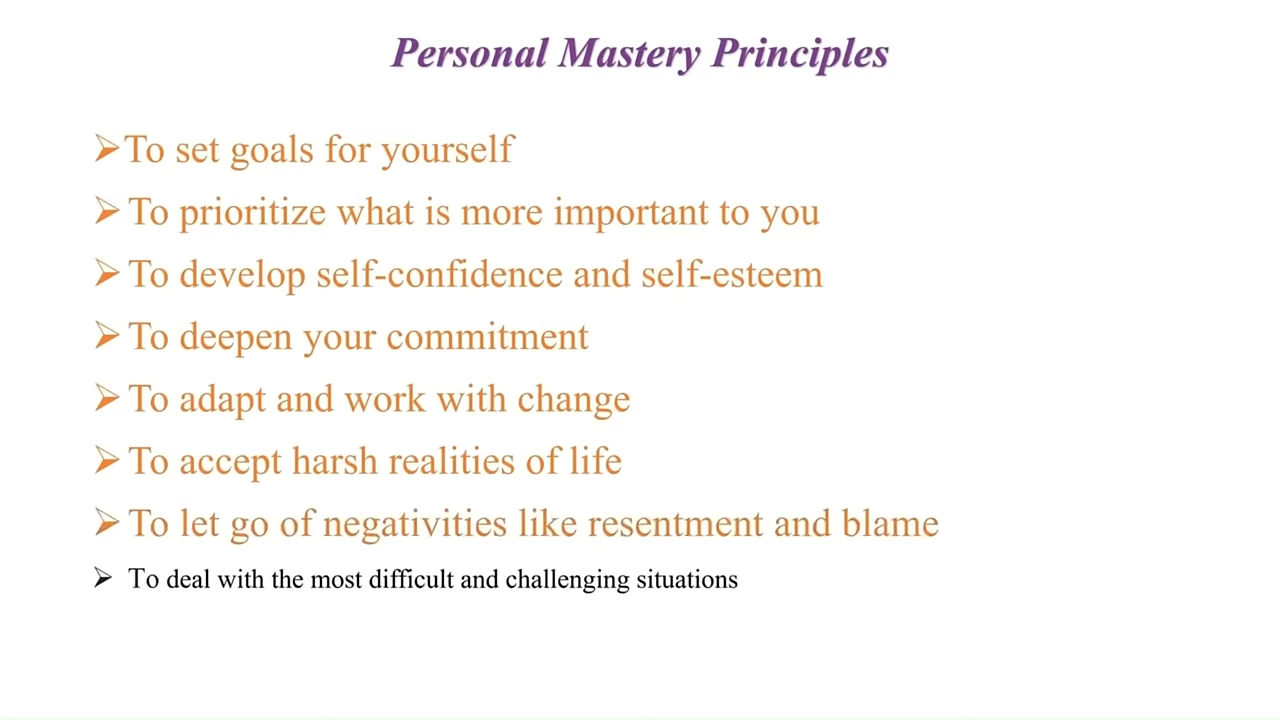 Personal Mastery Principles
➢To set goals for yourself
➢ To prioritize what is more important to you
➢ To develop self-confidence and self-esteem
➢ To deepen your commitment
➢ To adapt and work with change
➢ To accept harsh realities of life
➢ To let go of negativities like resentment and blame
➢ To deal with the most difficult and challenging situations